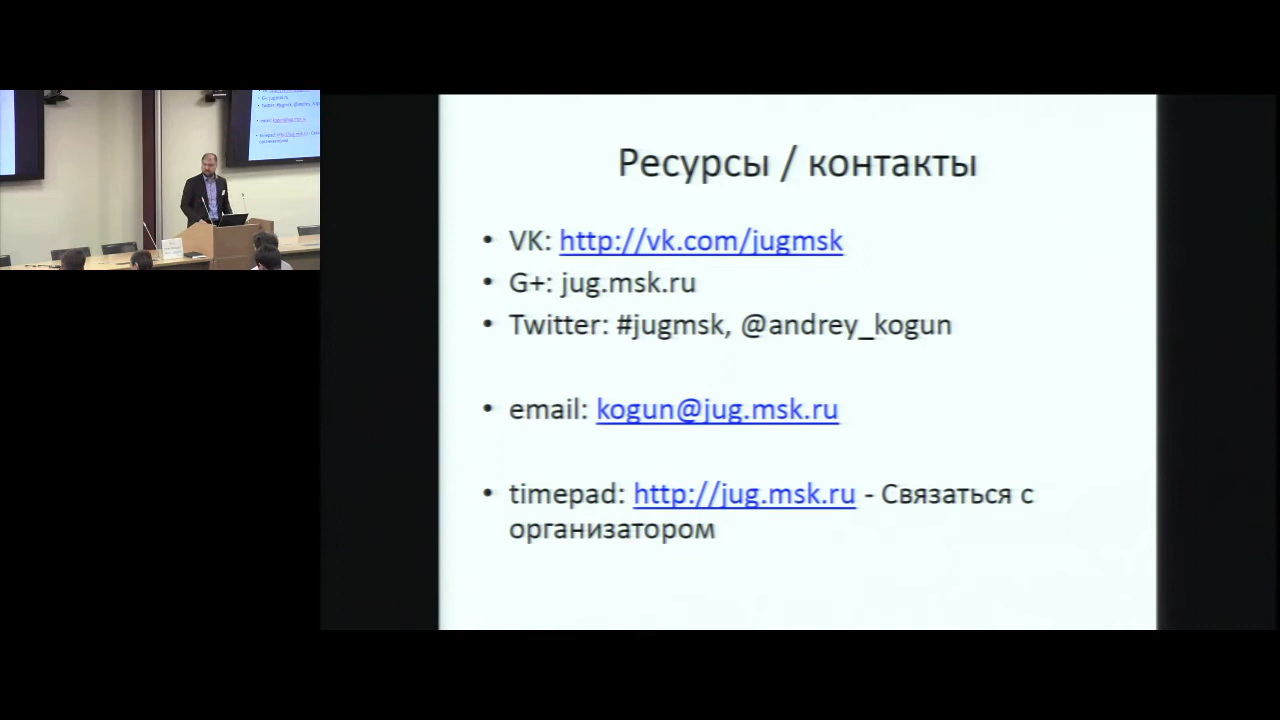 Ресурсы / контакты
• VK: http://vk.com/jugmsk
• G+: jug.msk.ru
• Twitter: #jugmsk, @andrey_kogun
• email: kogun@jug.msk.ru
• timepad: http://jug.msk.ru - Связаться с
организатором